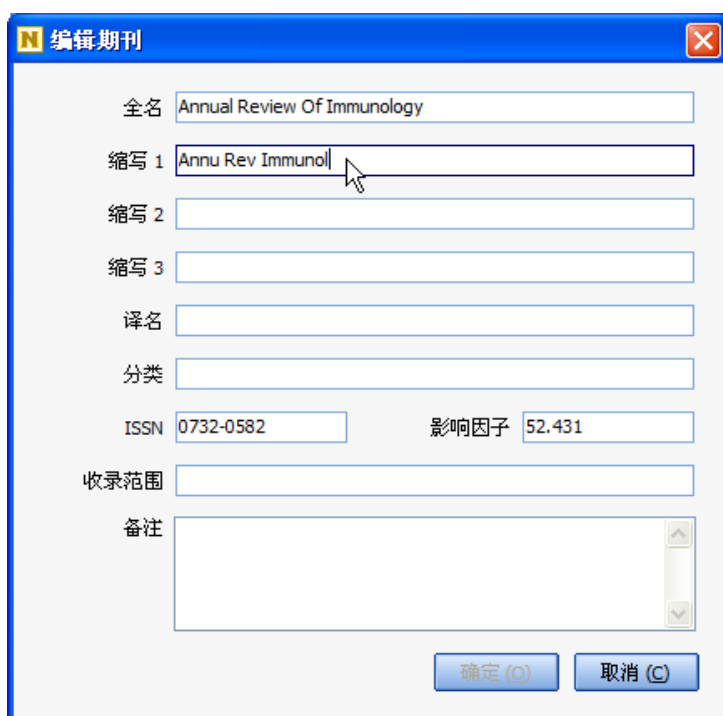 N 编辑期刊
全名 Annual Review Of Immunology
缩写 1 Annu Rev Immunol
缩写 2
缩写 3
译名
分类
ISSN 0732-0582 影响因子 52.431
收录范围
备注
确定 (O) 取消 (C)